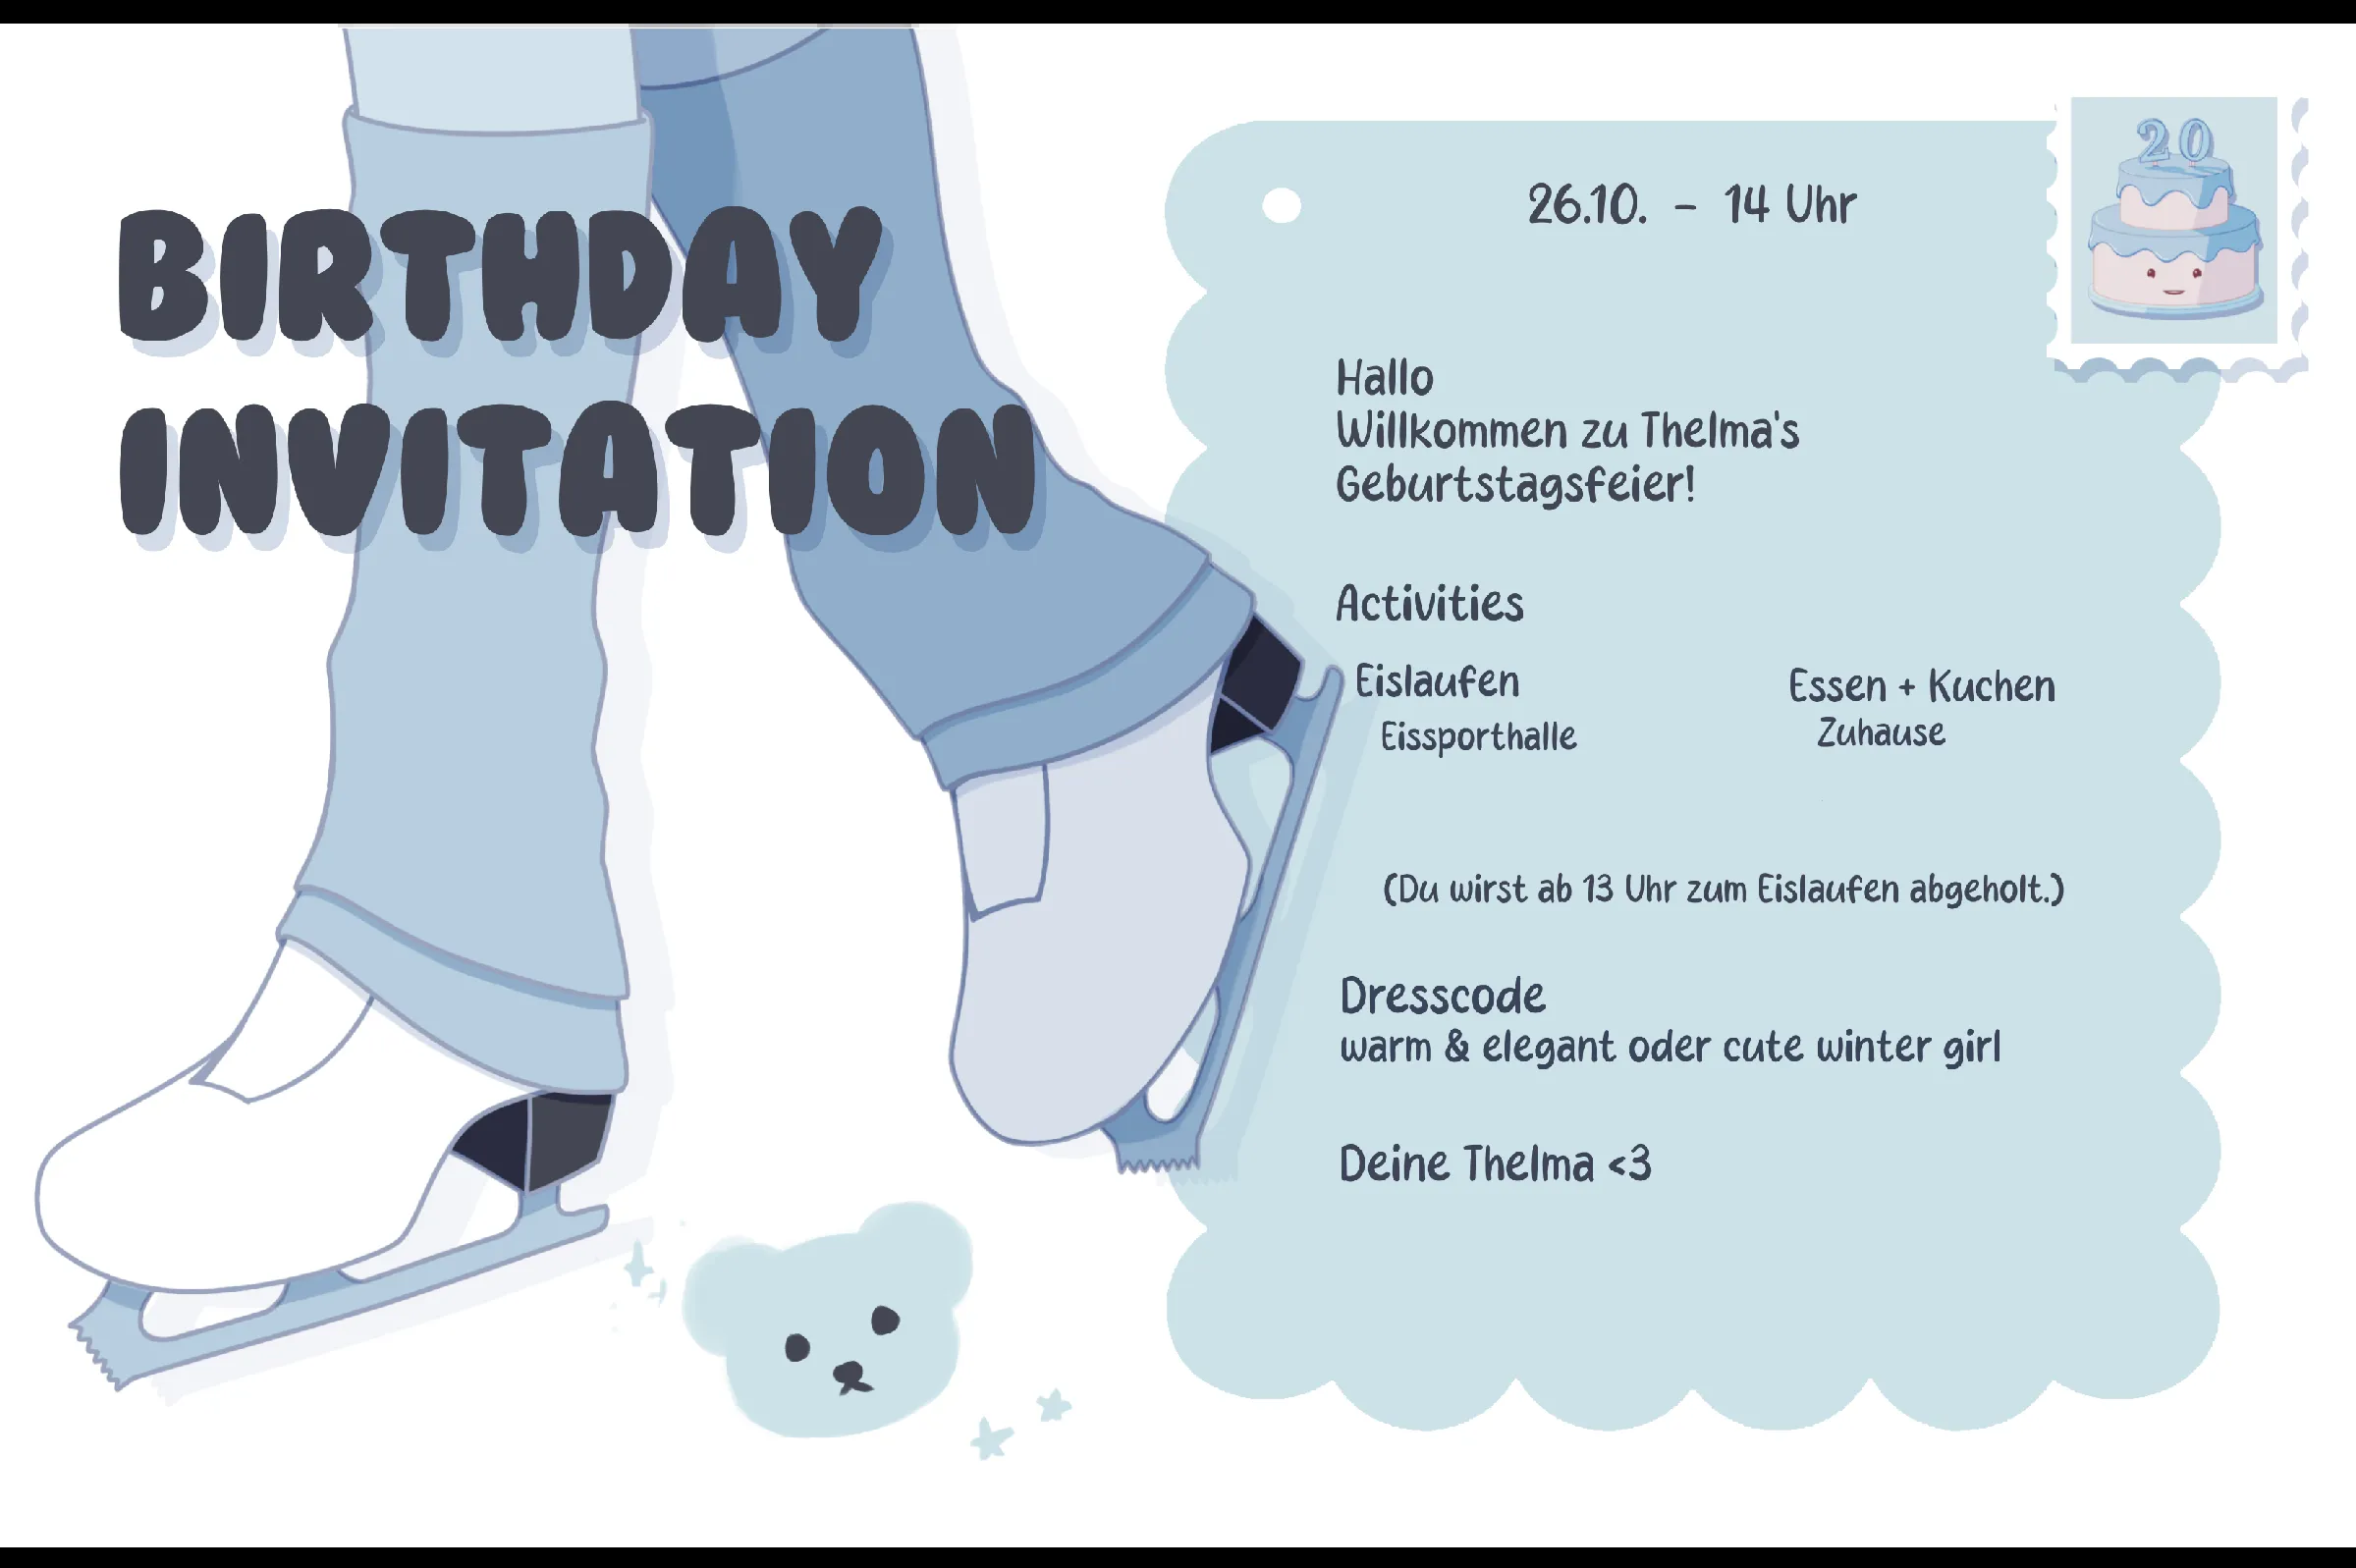 BIRTHDAY
INVITATION
26.10. - 14 Uhr
20
Hallo
Willkommen zu Thelma's
Geburtstagsfeier!
Activities
Eislaufen
Eissporthalle
Essen + Kuchen
Zuhause
(Du wirst ab 13 Uhr zum Eislaufen abgeholt.)
Dresscode
warm & elegant oder cute winter girl
Deine Thelma <3